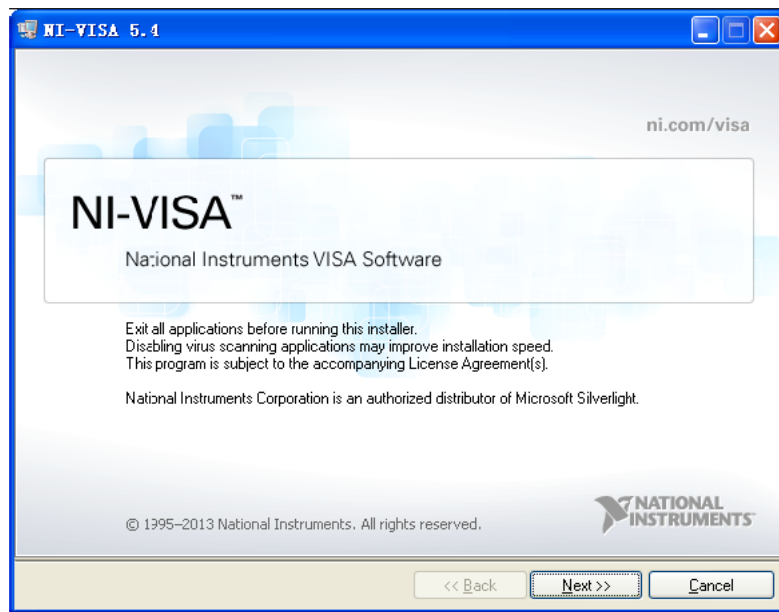 NI-VISA 5.4
ni.com/visa
NI-VISA™
National Instruments VISA Software
Exit all applications before running this installer.
Disabling virus scanning applications may improve installation speed.
This program is subject to the accompanying License Agreement(s).
National Instruments Corporation is an authorized distributor of Microsoft Silverlight.
© 1995–2013 National Instruments. All rights reserved.
NATIONAL
INSTRUMENTS™
<< Back
Next >>
Cancel